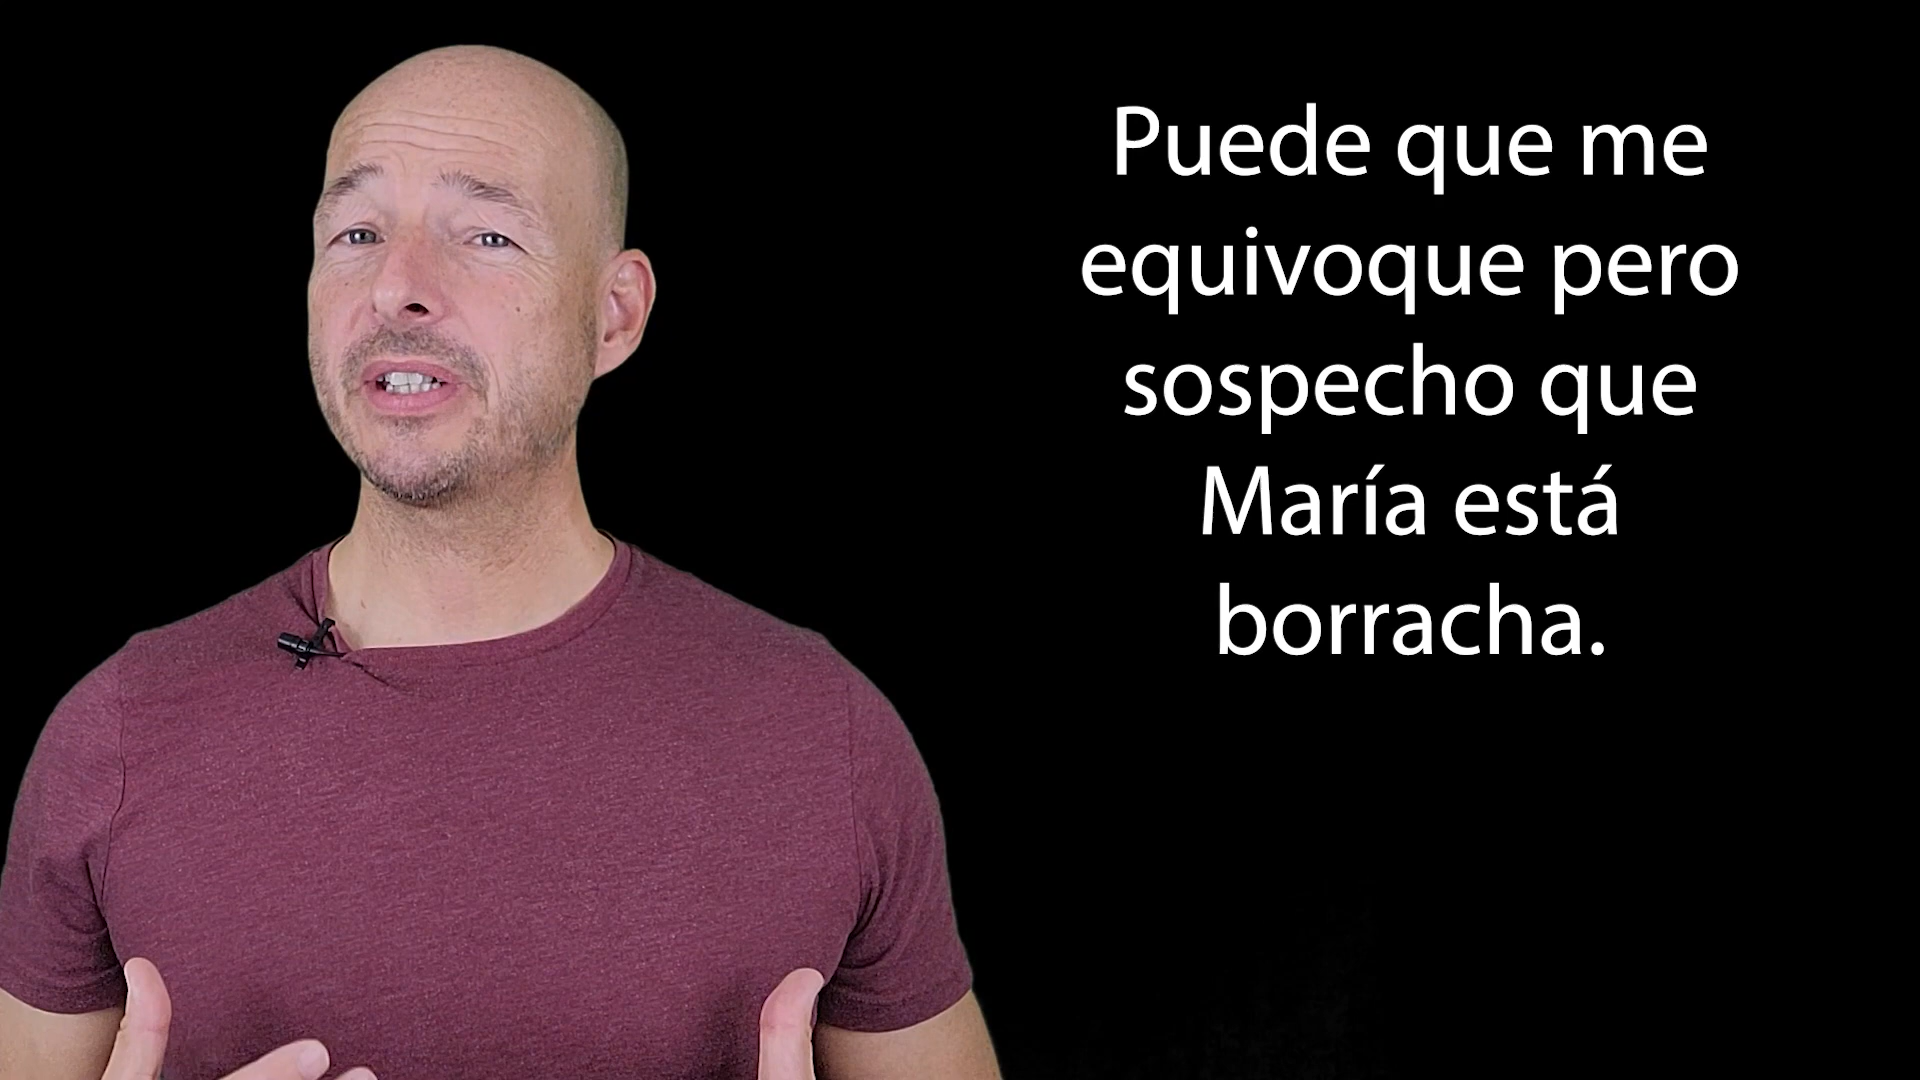 Puede que me
equivoque pero
sospecho que
María está
borracha.